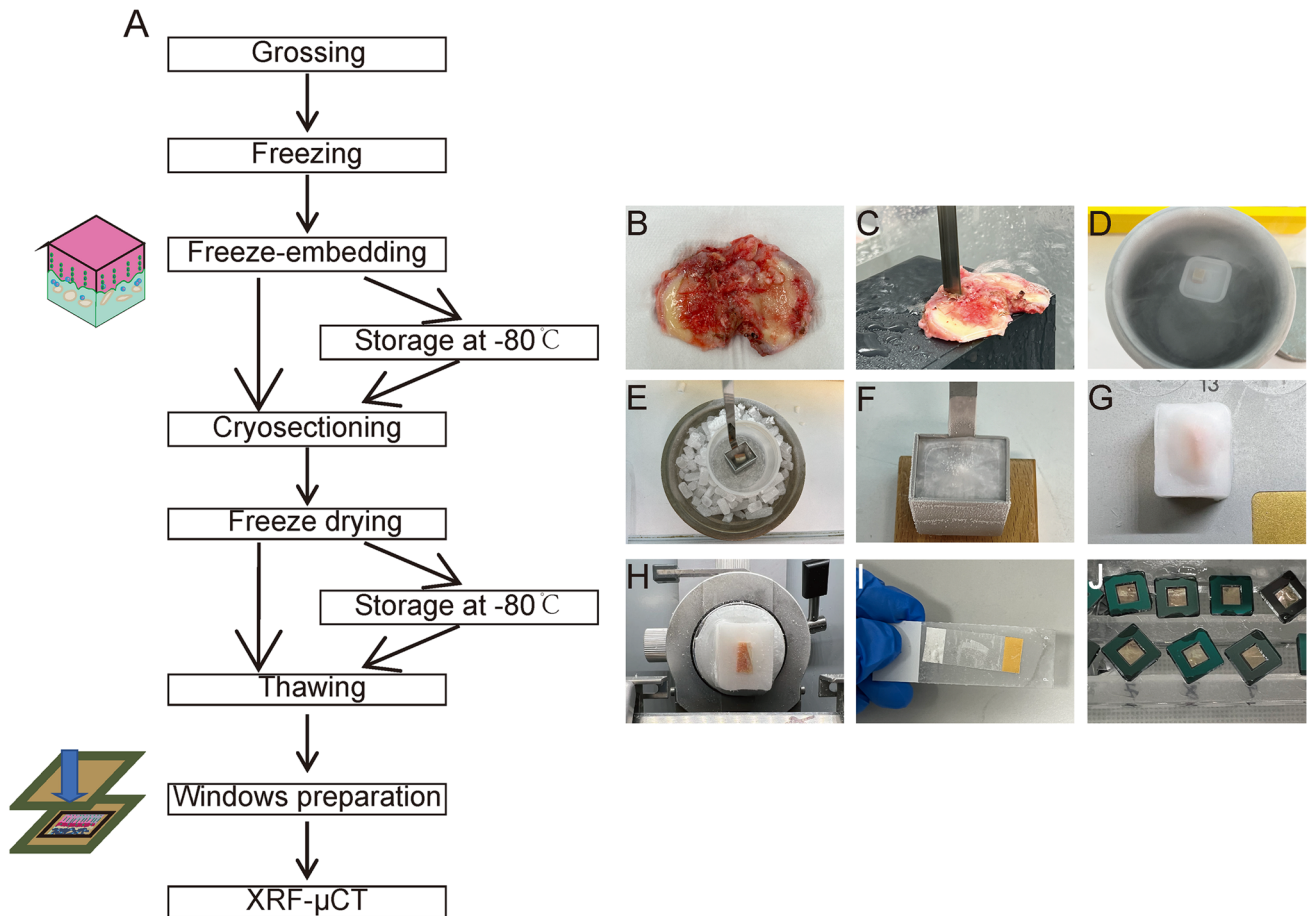 A
Grossing
Freezing
Freeze-embedding
Storage at -80℃
Cryosectioning
Freeze drying
Storage at -80℃
Thawing
Windows preparation
XRF-µCT
B
C
D
E
F
G
13
H
I
J